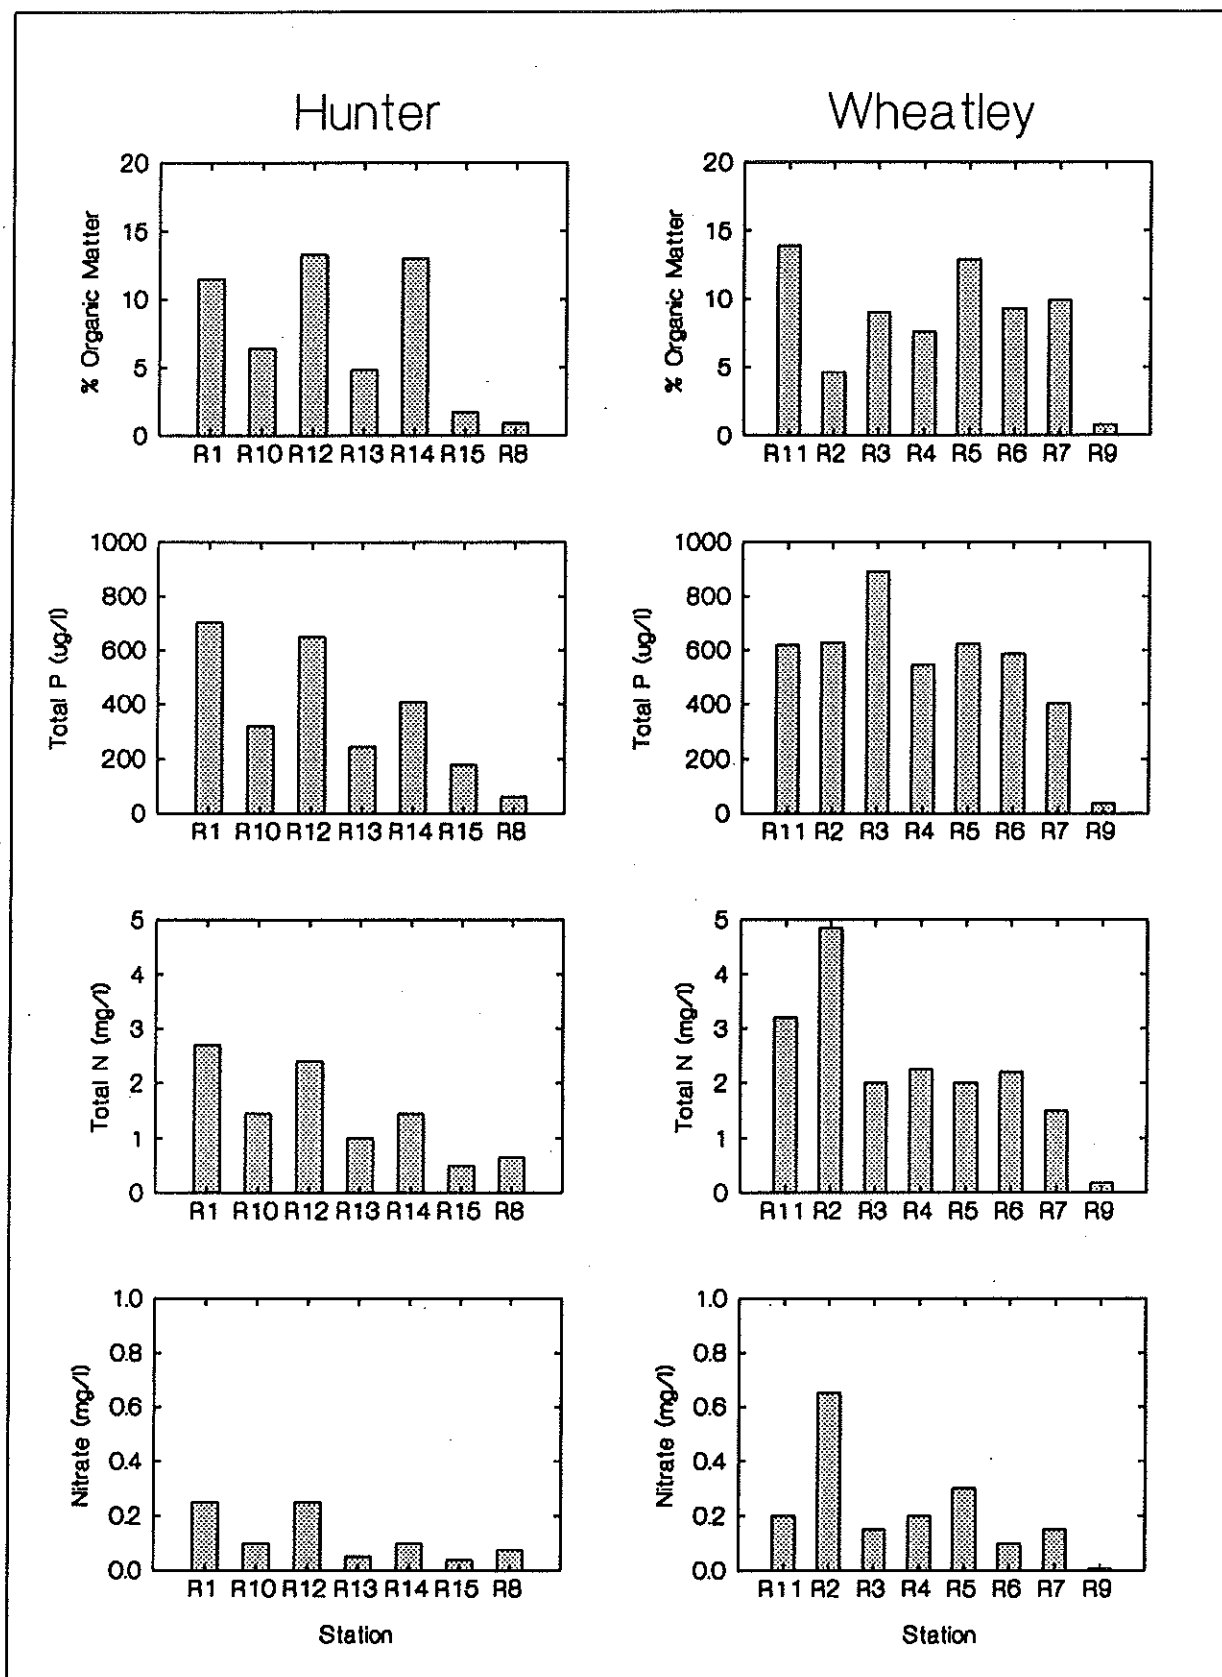 Hunter
Wheatley
20
15
10
5
0
% Organic Matter
R1 R10 R12 R13 R14 R15 R8
20
15
10
5
0
% Organic Matter
R11 R2 R3 R4 R5 R6 R7 R9
1000
800
600
400
200
0
Total P (ug/l)
R1 R10 R12 R13 R14 R15 R8
1000
800
600
400
200
0
Total P (ug/l)
R11 R2 R3 R4 R5 R6 R7 R9
5
4
3
2
1
0
Total N (mg/l)
R1 R10 R12 R13 R14 R15 R8
5
4
3
2
1
0
Total N (mg/l)
R11 R2 R3 R4 R5 R6 R7 R9
1.0
0.8
0.6
0.4
0.2
0.0
Nitrate (mg/l)
R1 R10 R12 R13 R14 R15 R8
Station
1.0
0.8
0.6
0.4
0.2
0.0
Nitrate (mg/l)
R11 R2 R3 R4 R5 R6 R7 R9
Station